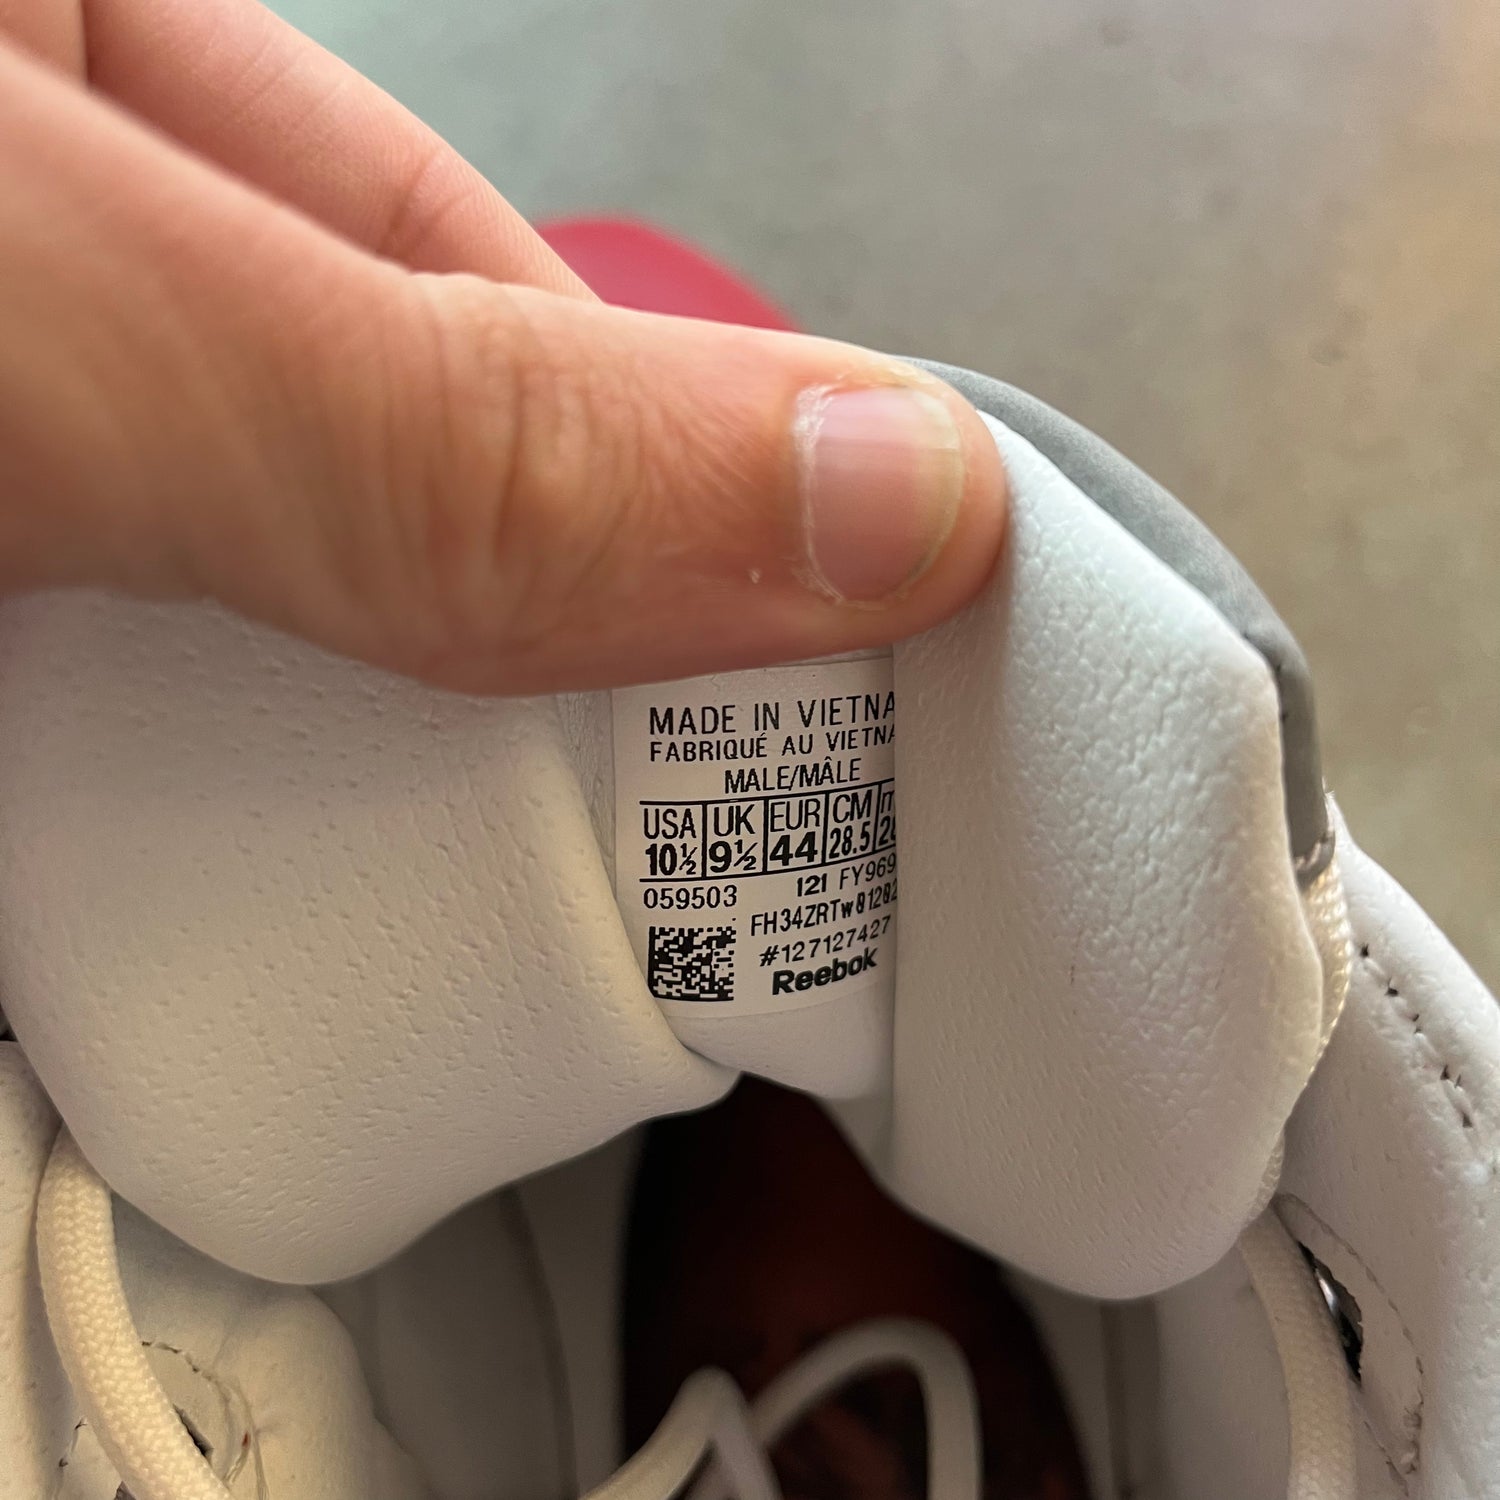 MADE IN VIETNA
FABRIQUÉ AU VIETNA
MALE/MÂLE
USA UK EUR CM
10½ 9½ 44 28.5
059503 121 FY969
FH34ZRTw
#127127427
Reebok